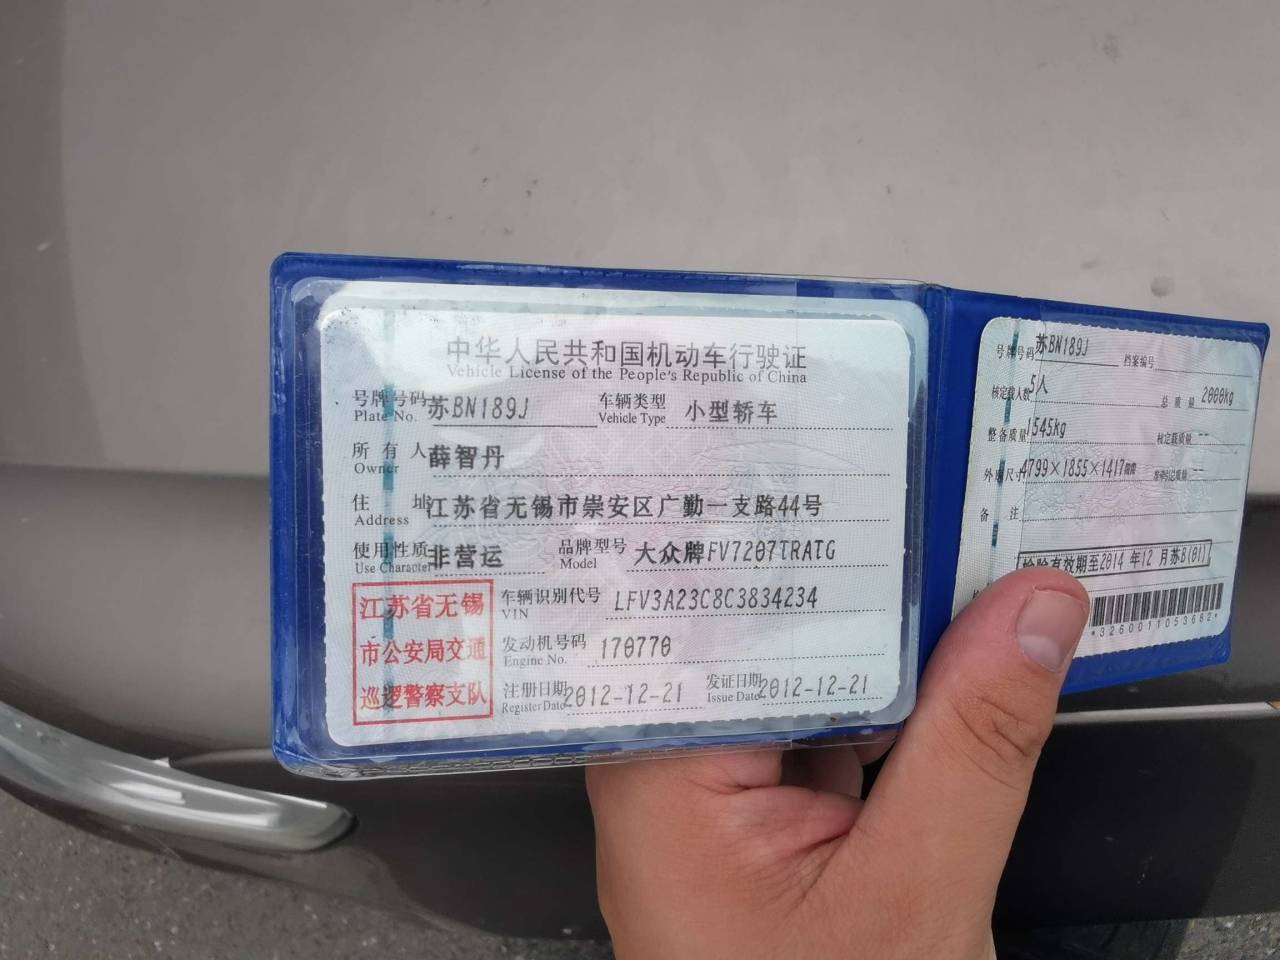 中华人民共和国机动车行驶证
Vehicle License of the People's Republic of China
号牌号码 苏BN189J 车辆类型 小型轿车
Plate No. Vehicle Type
所有人 薛智丹
Owner
住址 江苏省无锡市崇安区广勤一支路44号
Address
使用性质 非营运 品牌型号 大众牌FV7207TRATG
Use Character Model
江苏省无锡
市公安局交通
巡逻警察支队
车辆识别代号 LFV3A23C8C3834234
VIN
发动机号码 170770
Engine No.
注册日期 2012-12-21 发证日期 2012-12-21
Register Date Issue Date
号牌号码 苏BN189J 档案编号
核定载人数 5人 总质量 2000kg
整备质量 1545kg 核定载质量 --
外廓尺寸 4799×1855×1417mm 准牵引总质量 --
备注
检验有效期至2014年12月苏B(01)
*3260011053682*